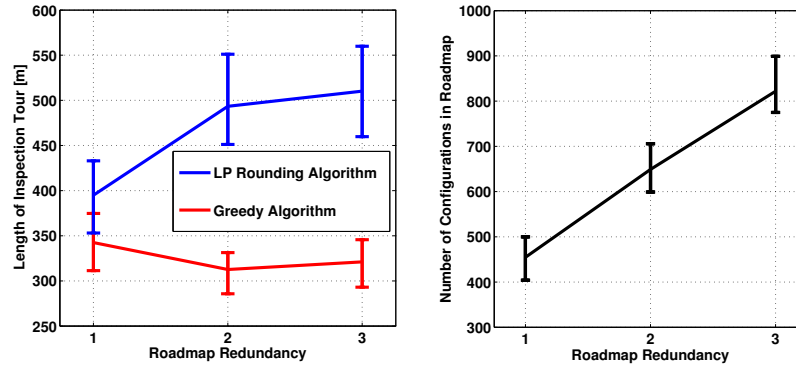 600
550
500
450
400
350
300
250
Length of Inspection Tour [m]
LP Rounding Algorithm
Greedy Algorithm
1 2 3
Roadmap Redundancy
1000
900
800
700
600
500
400
300
Number of Configurations in Roadmap
1 2 3
Roadmap Redundancy